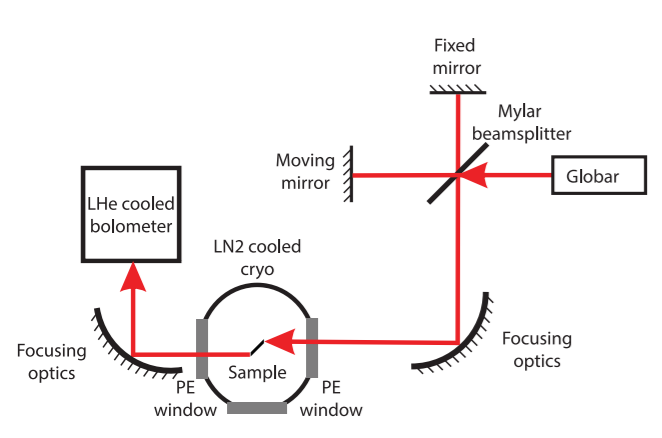 Fixed
mirror
Mylar
beamsplitter
Moving
mirror
Globar
LHe cooled
bolometer
LN2 cooled
cryo
Focusing
optics
Sample
Focusing
optics
PE
window
PE
window